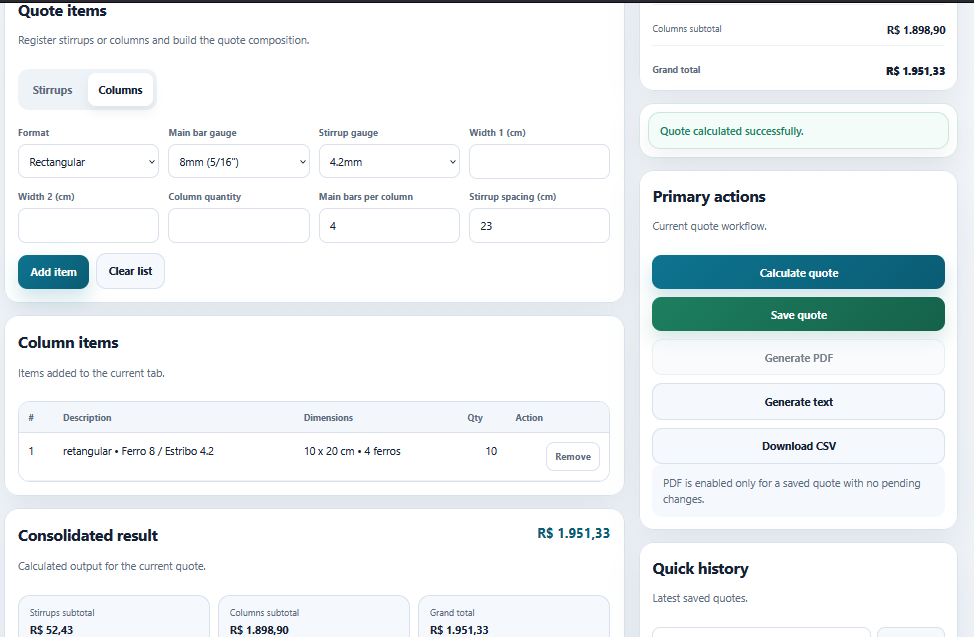 Quote items
Register stirrups or columns and build the quote composition.
Stirrups Columns
Format Main bar gauge Stirrup gauge Width 1 (cm)
Rectangular 8mm (5/16") 4.2mm
Width 2 (cm) Column quantity Main bars per column Stirrup spacing (cm)
4 23
Add item Clear list
Column items
Items added to the current tab.
# Description Dimensions Qty Action
1 retangular • Ferro 8 / Estribo 4.2 10 x 20 cm • 4 ferros 10 Remove
Consolidated result R$ 1.951,33
Calculated output for the current quote.
Stirrups subtotal Columns subtotal Grand total
R$ 52,43 R$ 1.898,90 R$ 1.951,33
Columns subtotal R$ 1.898,90
Grand total R$ 1.951,33
Quote calculated successfully.
Primary actions
Current quote workflow.
Calculate quote
Save quote
Generate PDF
Generate text
Download CSV
PDF is enabled only for a saved quote with no pending
changes.
Quick history
Latest saved quotes.